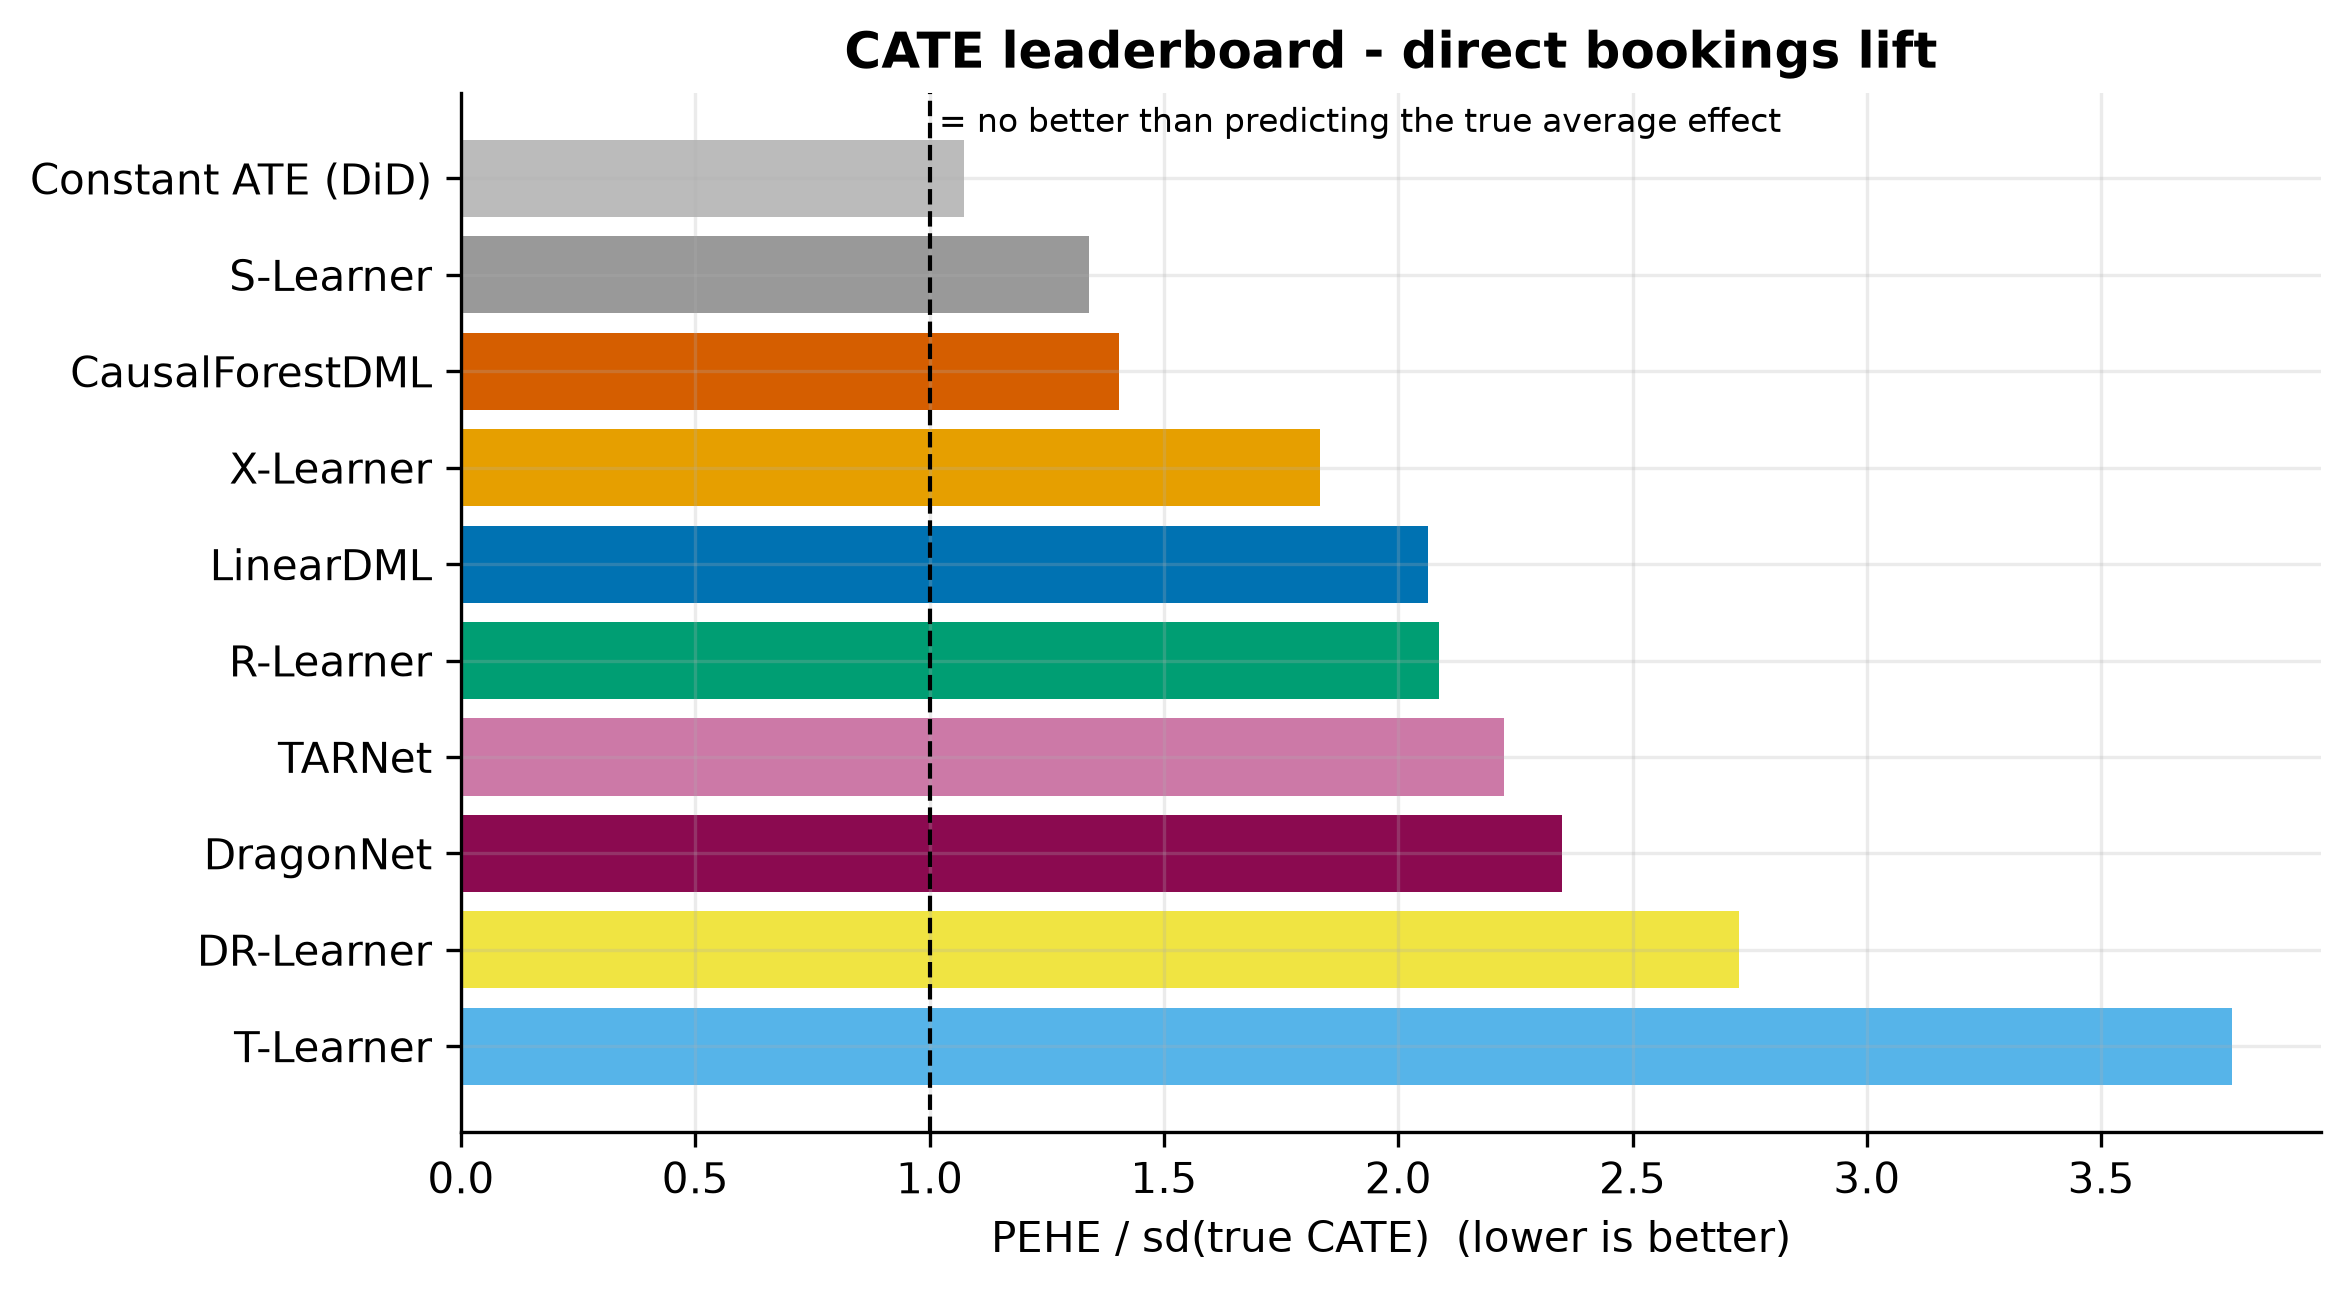 CATE leaderboard - direct bookings lift
= no better than predicting the true average effect
Constant ATE (DiD)
S-Learner
CausalForestDML
X-Learner
LinearDML
R-Learner
TARNet
DragonNet
DR-Learner
T-Learner
0.0 0.5 1.0 1.5 2.0 2.5 3.0 3.5
PEHE / sd(true CATE)  (lower is better)